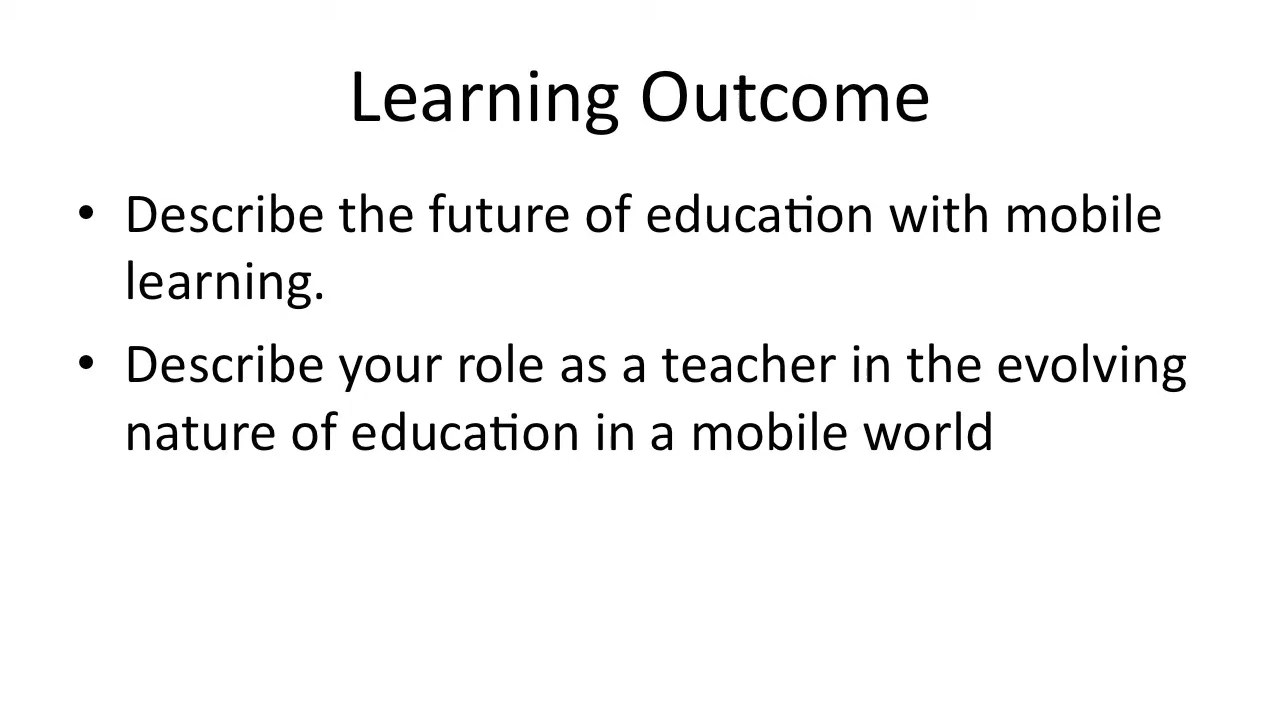 Learning Outcome
• Describe the future of education with mobile
learning.
• Describe your role as a teacher in the evolving
nature of education in a mobile world